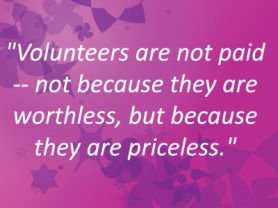 "Volunteers are not paid
-- not because they are
worthless, but because
they are priceless."